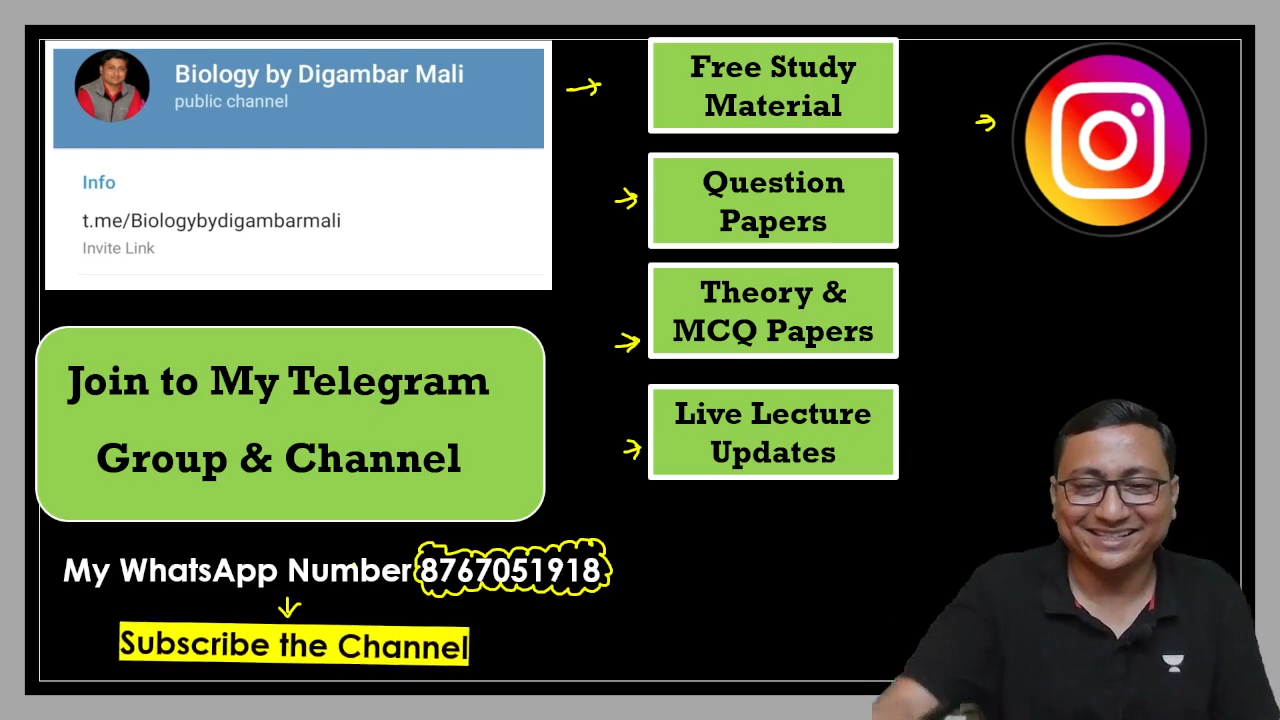 Biology by Digambar Mali
public channel
Info
t.me/Biologybydigambarmali
Invite Link
Join to My Telegram
Group & Channel
My WhatsApp Number 8767051918
Subscribe the Channel
Free Study
Material
Question
Papers
Theory &
MCQ Papers
Live Lecture
Updates